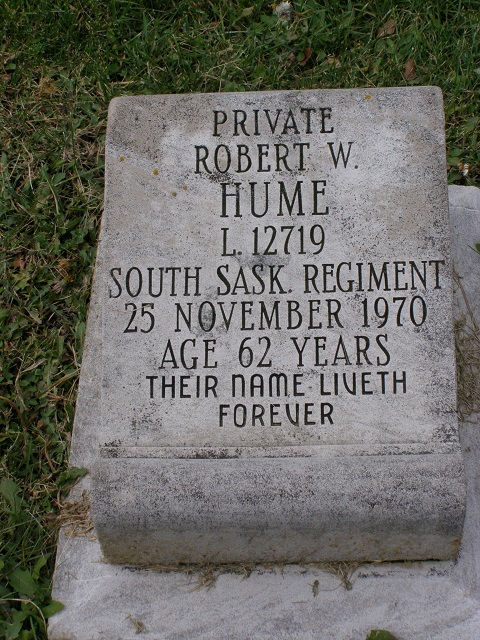 PRIVATE
ROBERT W.
HUME
L. 12719
SOUTH SASK. REGIMENT
25 NOVEMBER 1970
AGE 62 YEARS
THEIR NAME LIVETH
FOREVER